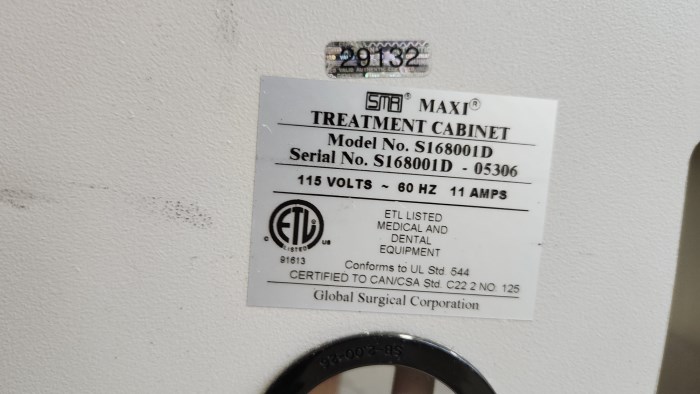 29132
SMR® MAXI®
TREATMENT CABINET
Model No. S168001D
Serial No. S168001D - 05306
115 VOLTS ~ 60 HZ 11 AMPS
ETL®
C LISTED US
91613
ETL LISTED
MEDICAL AND
DENTAL
EQUIPMENT
Conforms to UL Std. 544
CERTIFIED TO CAN/CSA Std. C22.2 NO. 125
Global Surgical Corporation